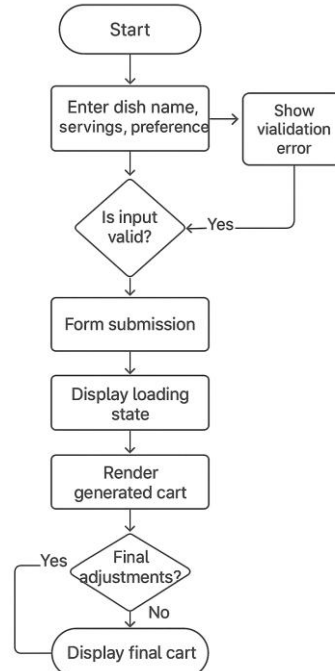 Start
Enter dish name,
servings, preference
Show
vialidation
error
Is input
valid?
Yes
Form submission
Display loading
state
Render
generated cart
Yes
Final
adjustments?
No
Display final cart